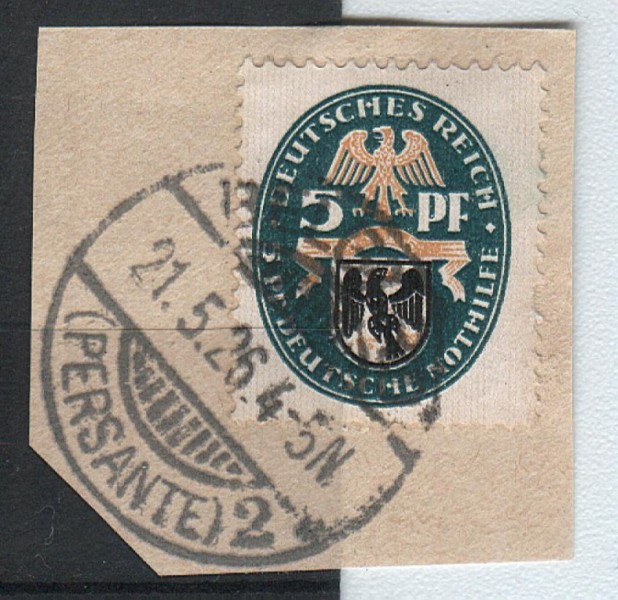 DEUTSCHES REICH
5 PF
5 PF. DEUTSCHE NOTHILFE
21.5.26.4-5N
(PERSANTE) 2